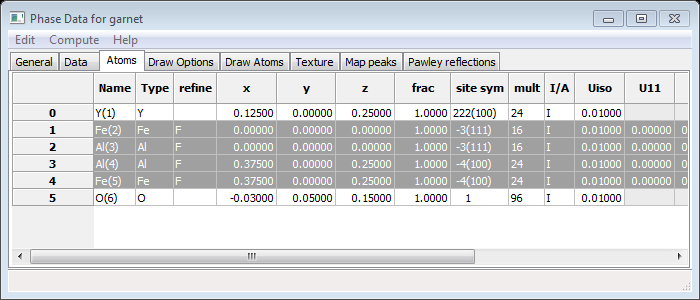 Phase Data for garnet
Edit Compute Help
General Data Atoms Draw Options Draw Atoms Texture Map peaks Pawley reflections
Name Type refine x y z frac site sym mult I/A Uiso U11
0 Y(1) Y 0.12500 0.00000 0.25000 1.0000 222(100) 24 I 0.01000
1 Fe(2) Fe F 0.00000 0.00000 0.00000 1.0000 -3(111) 16 I 0.01000 0.00000 0
2 Al(3) Al F 0.00000 0.00000 0.00000 1.0000 -3(111) 16 I 0.01000 0.00000 0
3 Al(4) Al F 0.37500 0.00000 0.25000 1.0000 -4(100) 24 I 0.01000 0.00000 0
4 Fe(5) Fe F 0.37500 0.00000 0.25000 1.0000 -4(100) 24 I 0.01000 0.00000 0
5 O(6) O -0.03000 0.05000 0.15000 1.0000 1 96 I 0.01000